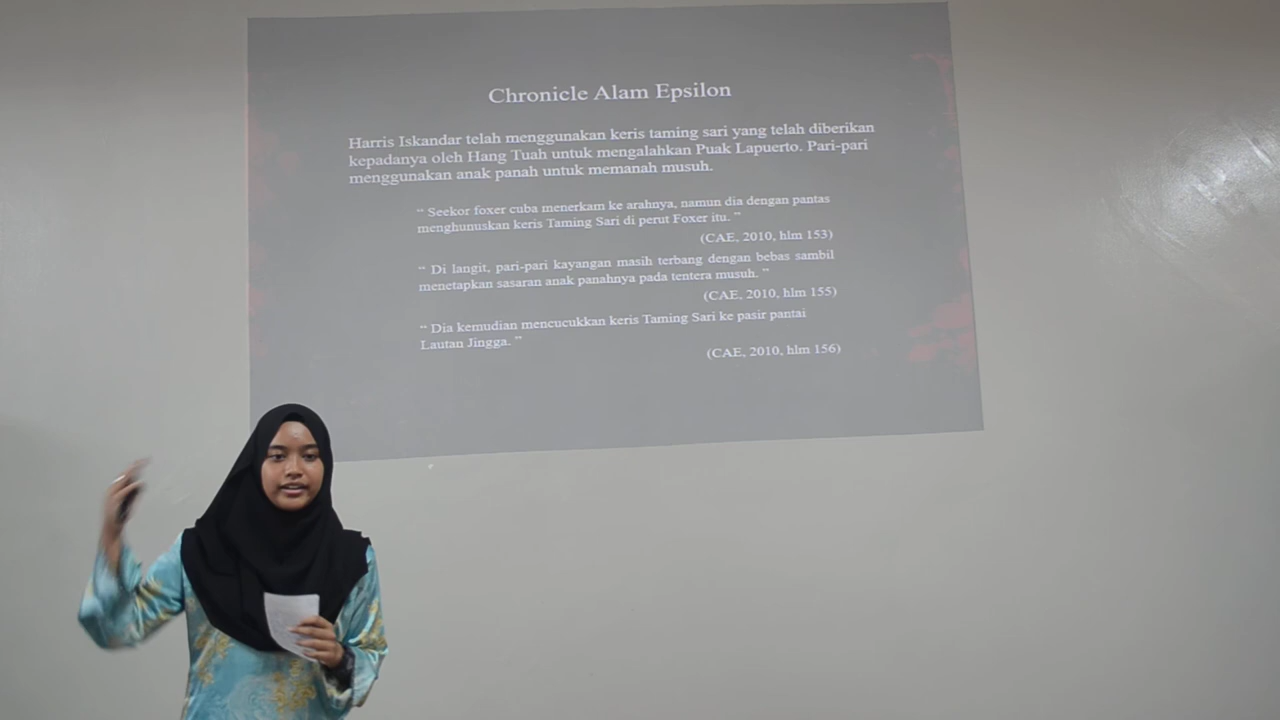 Chronicle Alam Epsilon
Harris Iskandar telah menggunakan keris taming sari yang telah diberikan
kepadanya oleh Hang Tuah untuk mengalahkan Puak Lapuerto. Pari-pari
menggunakan anak panah untuk memanah musuh.
“ Seekor foxer cuba menerkam ke arahnya, namun dia dengan pantas
menghunuskan keris Taming Sari di perut Foxer itu. ”
(CAE, 2010, hlm 153)
“ Di langit, pari-pari kayangan masih terbang dengan bebas sambil
menetapkan sasaran anak panahnya pada tentera musuh. ”
(CAE, 2010, hlm 155)
“ Dia kemudian mencucukkan keris Taming Sari ke pasir pantai
Lautan Jingga. ”
(CAE, 2010, hlm 156)